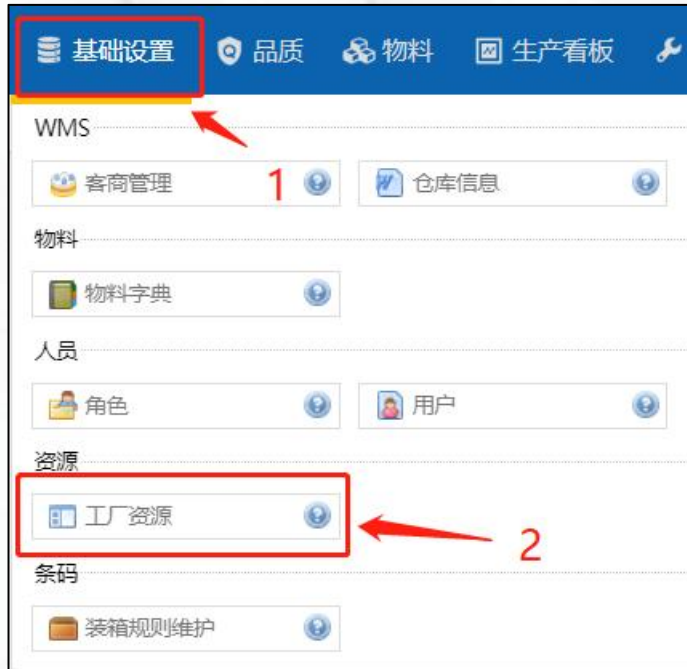 基础设置 品质 物料 生产看板
WMS
客商管理 1 仓库信息
物料
物料字典
人员
角色 用户
资源
工厂资源
2
条码
装箱规则维护